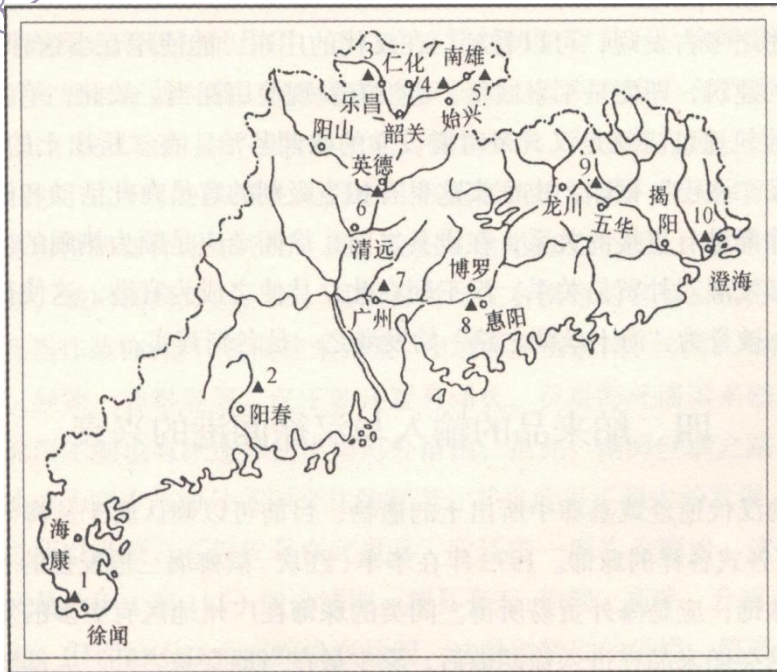 3
仁化
南雄
4
5
乐昌
韶关
始兴
阳山
英德
6
清远
9
龙川
五华
揭
阳
10
澄海
7
广州
博罗
8
惠阳
2
阳春
海
康
1
徐闻